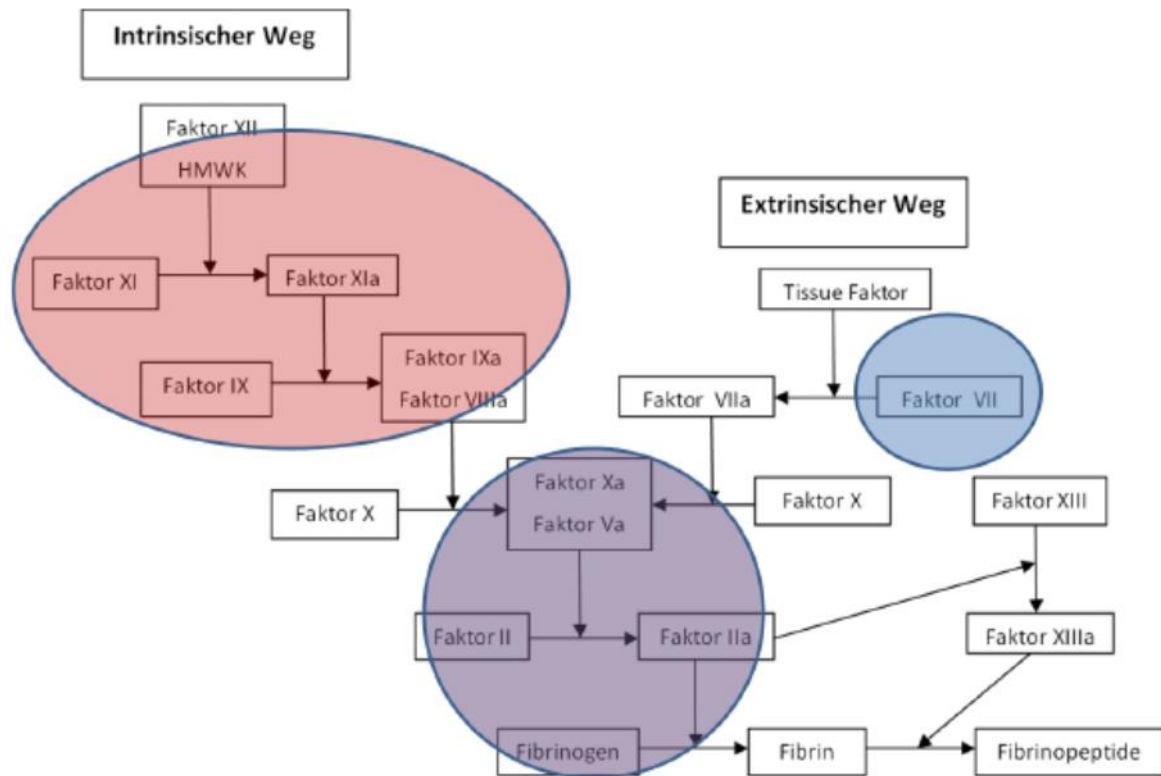 Intrinsischer Weg
Faktor XII
HMWK
Extrinsischer Weg
Faktor XI
Faktor XIa
Tissue Faktor
Faktor IX
Faktor IXa
Faktor VIIIa
Faktor VIIa
Faktor VII
Faktor X
Faktor Xa
Faktor Va
Faktor X
Faktor XIII
Faktor II
Faktor IIa
Faktor XIIIa
Fibrinogen
Fibrin
Fibrinopeptide